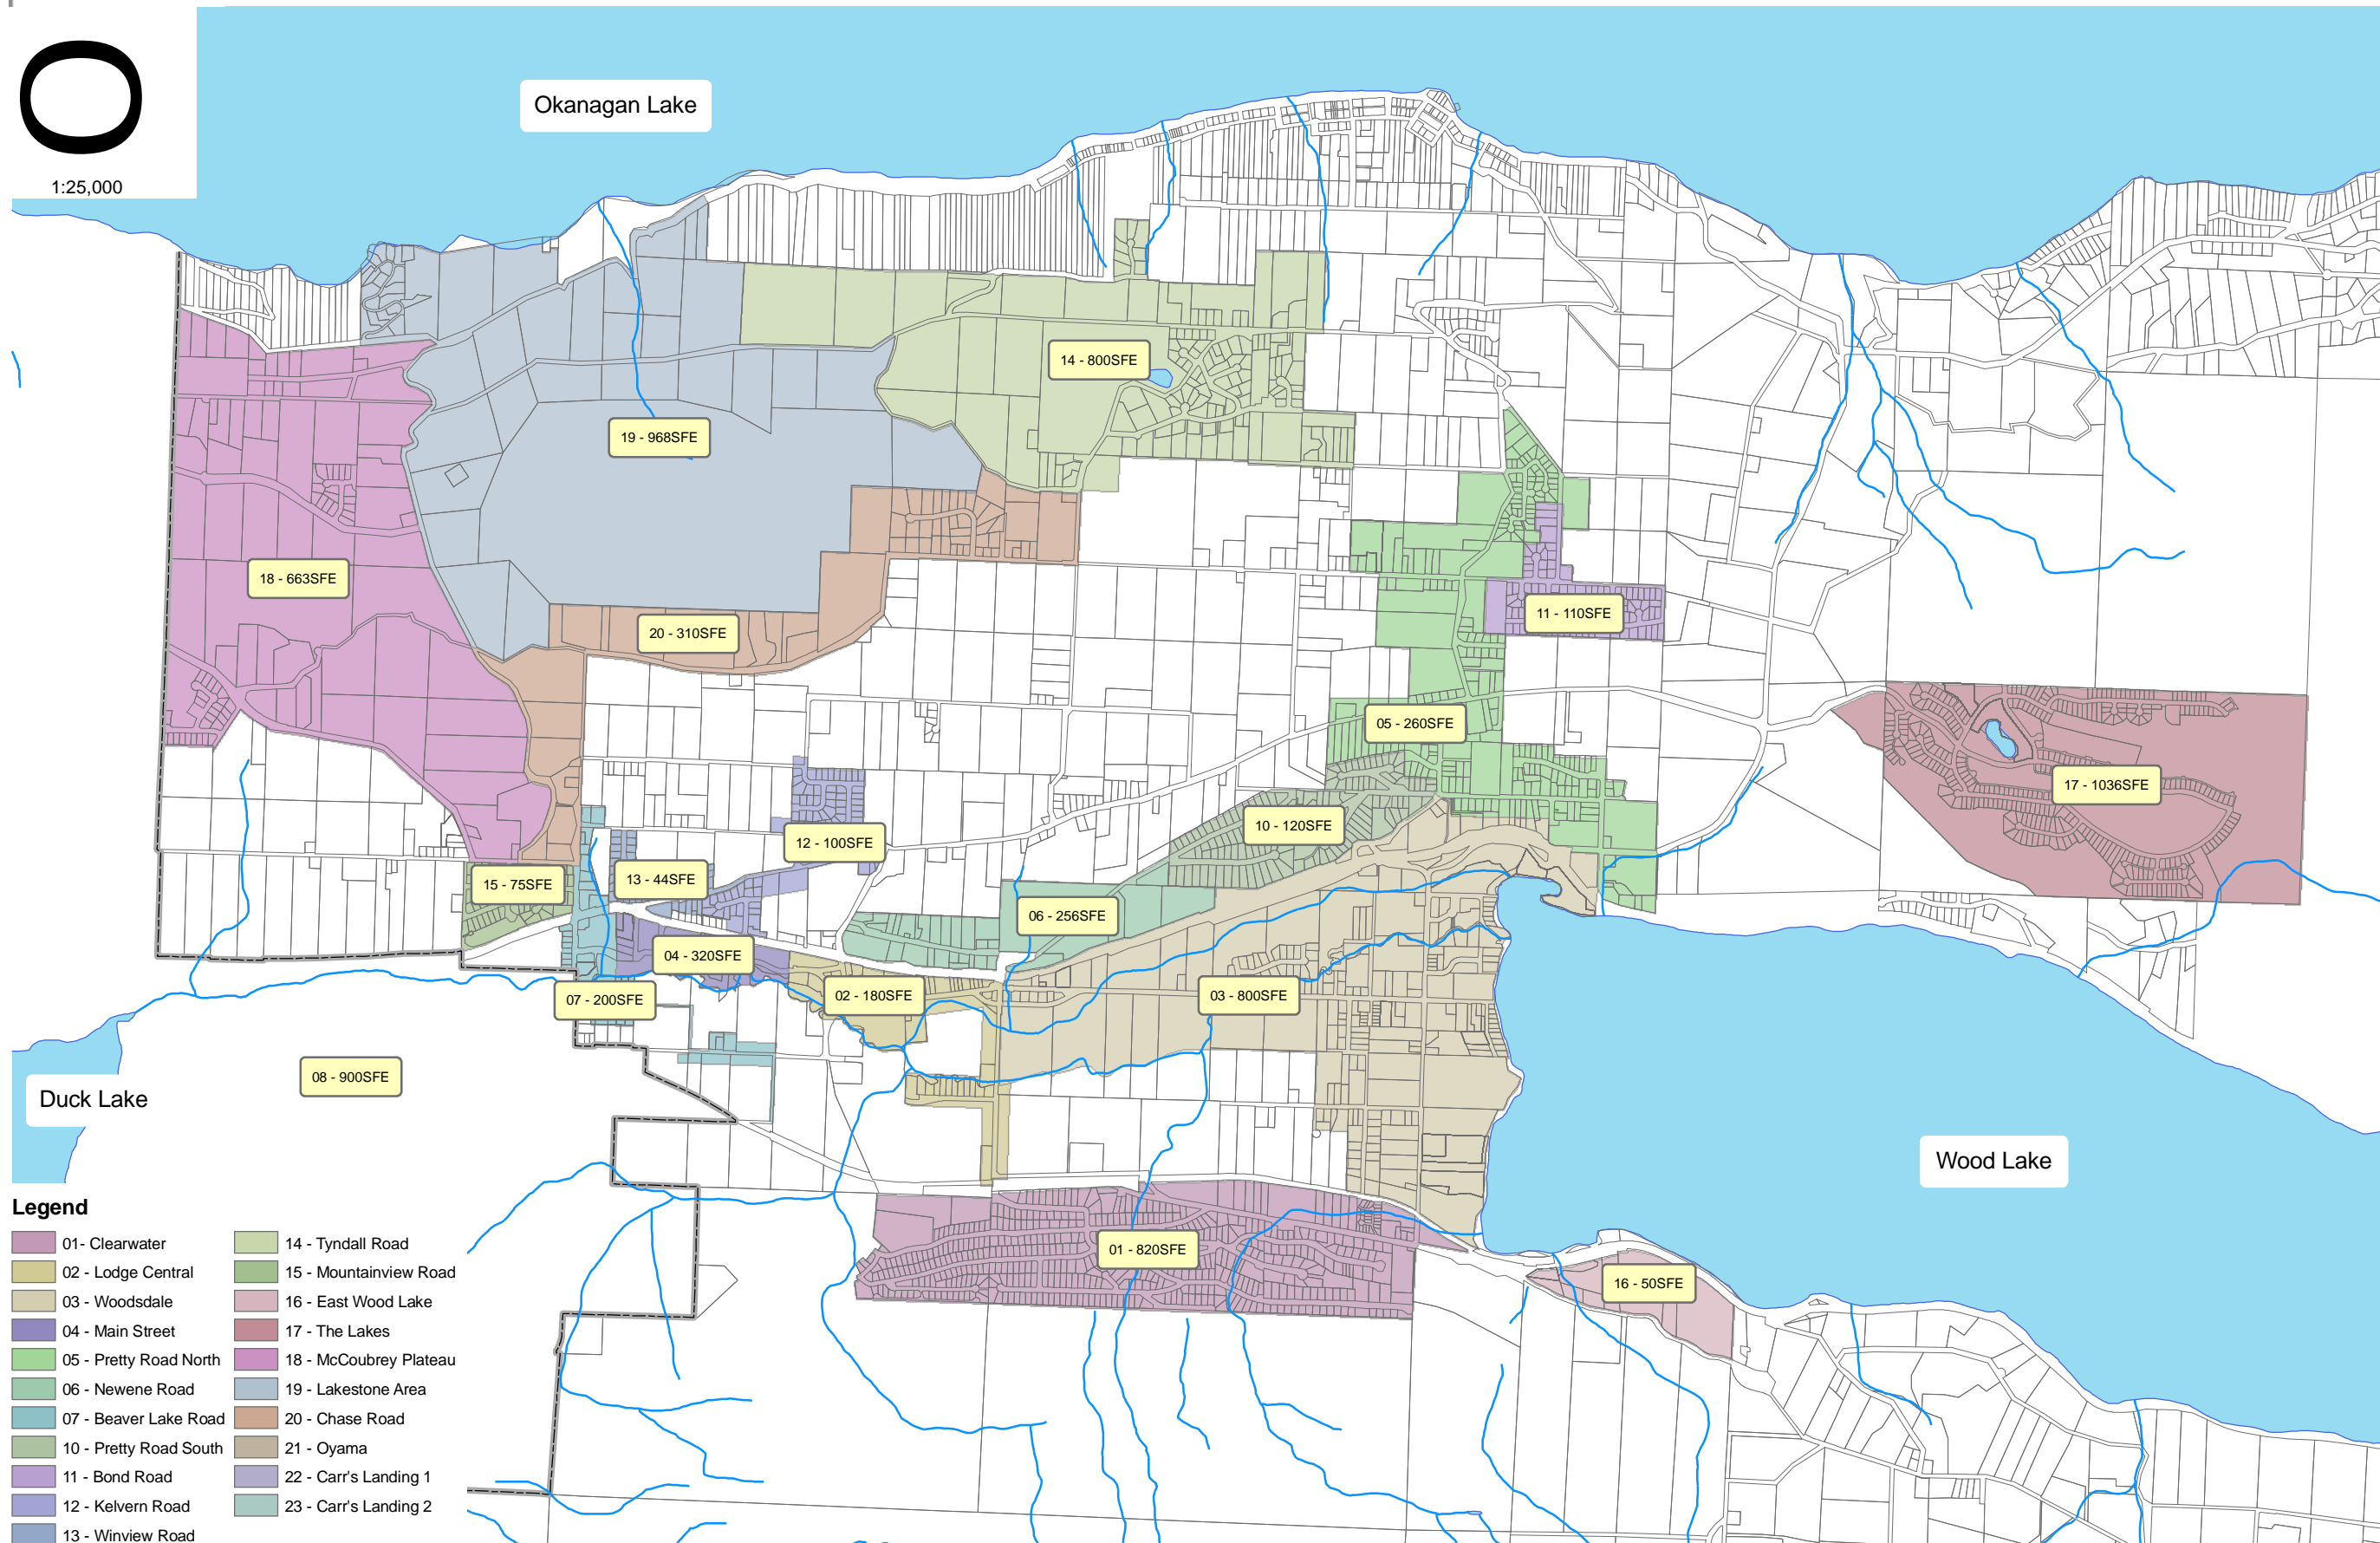 O
1:25,000
Okanagan Lake
14 - 800SFE
19 - 968SFE
18 - 663SFE
11 - 110SFE
20 - 310SFE
05 - 260SFE
17 - 1036SFE
10 - 120SFE
12 - 100SFE
13 - 44SFE
15 - 75SFE
06 - 256SFE
04 - 320SFE
02 - 180SFE
03 - 800SFE
07 - 200SFE
08 - 900SFE
Duck Lake
Wood Lake
01 - 820SFE
16 - 50SFE
Legend
01- Clearwater
02 - Lodge Central
03 - Woodsdale
04 - Main Street
05 - Pretty Road North
06 - Newene Road
07 - Beaver Lake Road
10 - Pretty Road South
11 - Bond Road
12 - Kelvern Road
13 - Winview Road
14 - Tyndall Road
15 - Mountainview Road
16 - East Wood Lake
17 - The Lakes
18 - McCoubrey Plateau
19 - Lakestone Area
20 - Chase Road
21 - Oyama
22 - Carr's Landing 1
23 - Carr's Landing 2